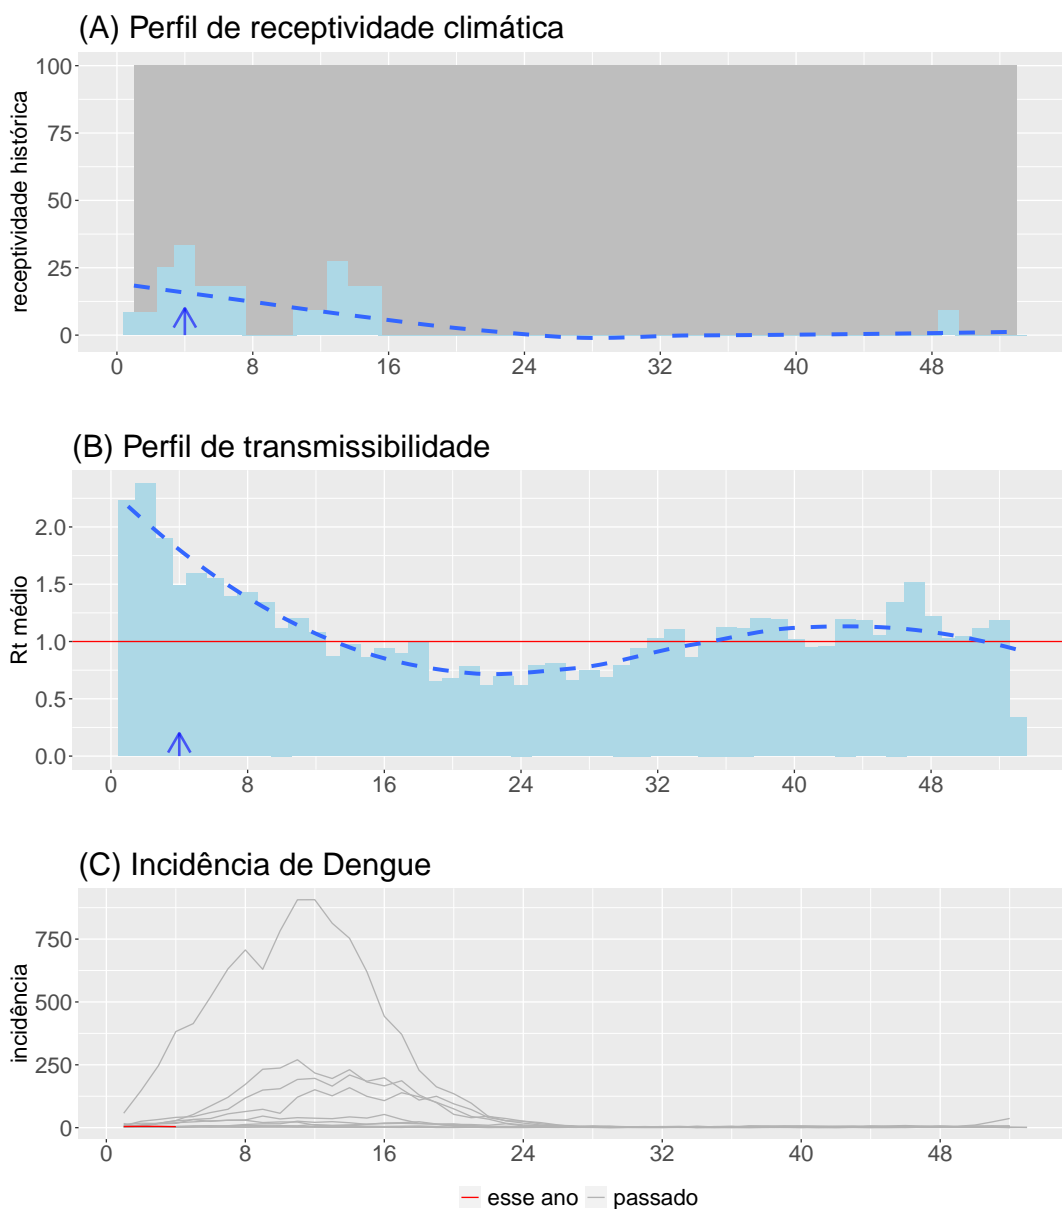 (A) Perfil de receptividade climática
receptividade histórica
100
75
50
25
0
0 8 16 24 32 40 48
(B) Perfil de transmissibilidade
Rt médio
2.0
1.5
1.0
0.5
0.0
0 8 16 24 32 40 48
(C) Incidência de Dengue
incidência
750
500
250
0
0 8 16 24 32 40 48
esse ano passado